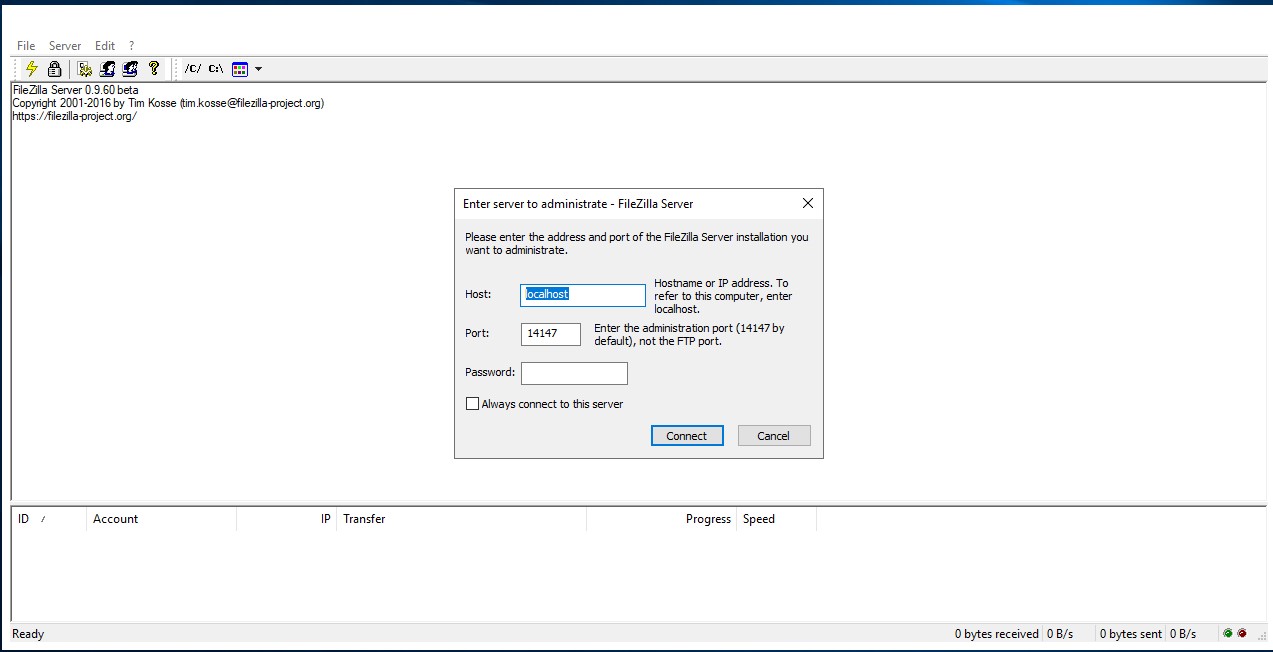 File Server Edit ?
/C/ C:\
FileZilla Server 0.9.60 beta
Copyright 2001-2016 by Tim Kosse (tim.kosse@filezilla-project.org)
https://filezilla-project.org/
Enter server to administrate - FileZilla Server
Please enter the address and port of the FileZilla Server installation you
want to administrate.
Host: localhost
Hostname or IP address. To
refer to this computer, enter
localhost.
Port: 14147
Enter the administration port (14147 by
default), not the FTP port.
Password:
Always connect to this server
Connect Cancel
ID / Account IP Transfer Progress Speed
Ready 0 bytes received 0 B/s 0 bytes sent 0 B/s